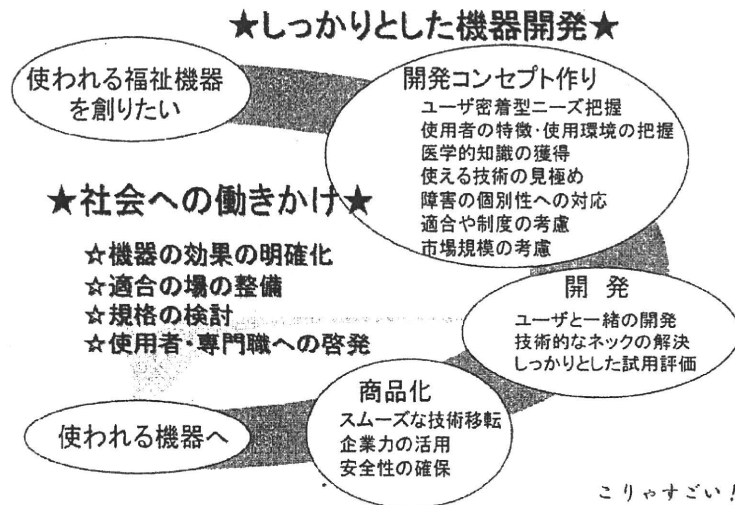 ★しっかりとした機器開発★
使われる福祉機器
を創りたい
開発コンセプト作り
ユーザ密着型ニーズ把握
使用者の特徴・使用環境の把握
医学的知識の獲得
使える技術の見極め
障害の個別性への対応
適合や制度の考慮
市場規模の考慮
★社会への働きかけ★
☆機器の効果の明確化
☆適合の場の整備
☆規格の検討
☆使用者・専門職への啓発
開 発
ユーザと一緒の開発
技術的なネックの解決
しっかりとした試用評価
商品化
スムーズな技術移転
企業力の活用
安全性の確保
使われる機器へ
こりゃすごい!